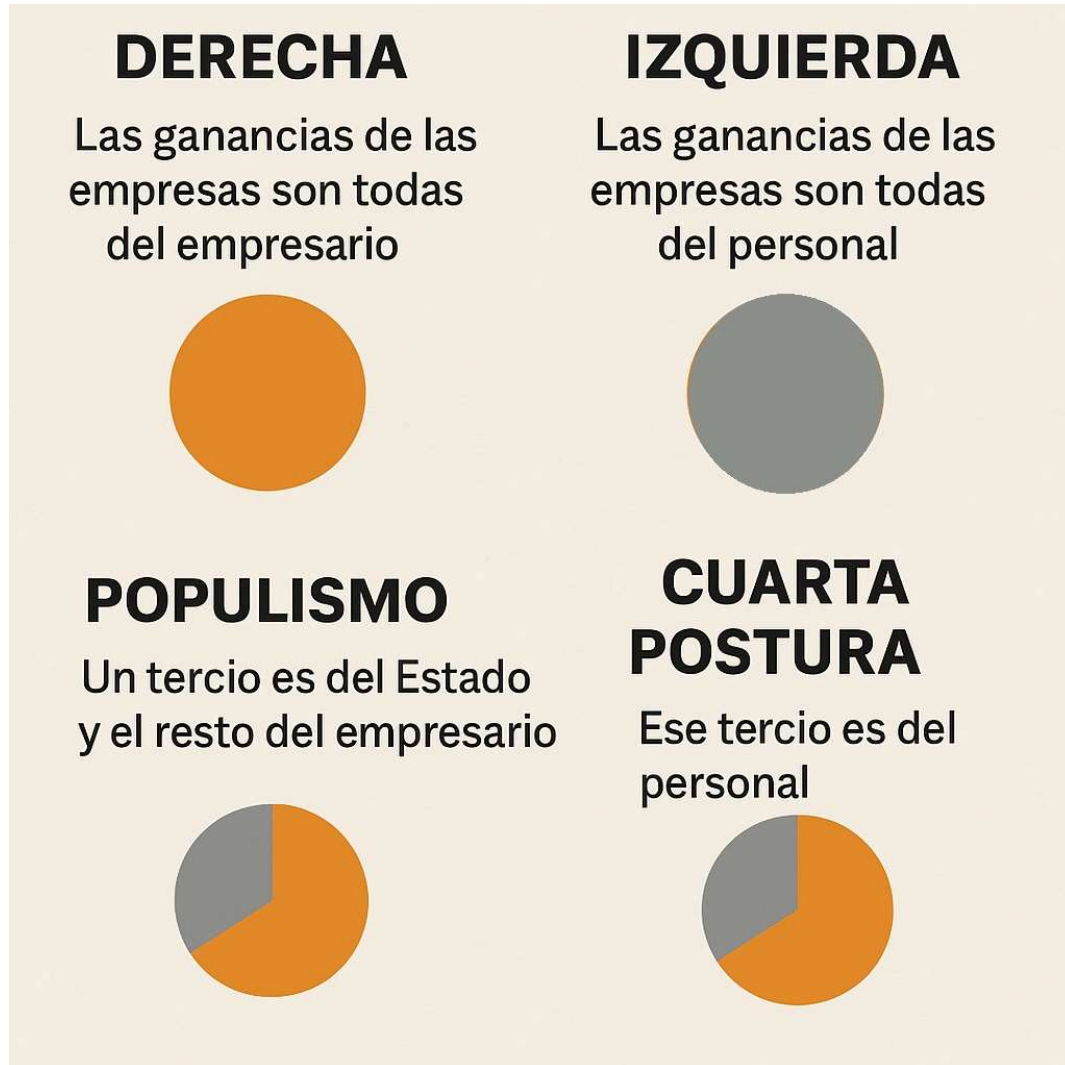 DERECHA
Las ganancias de las
empresas son todas
del empresario
IZQUIERDA
Las ganancias de las
empresas son todas
del personal
POPULISMO
Un tercio es del Estado
y el resto del empresario
CUARTA
POSTURA
Ese tercio es del
personal